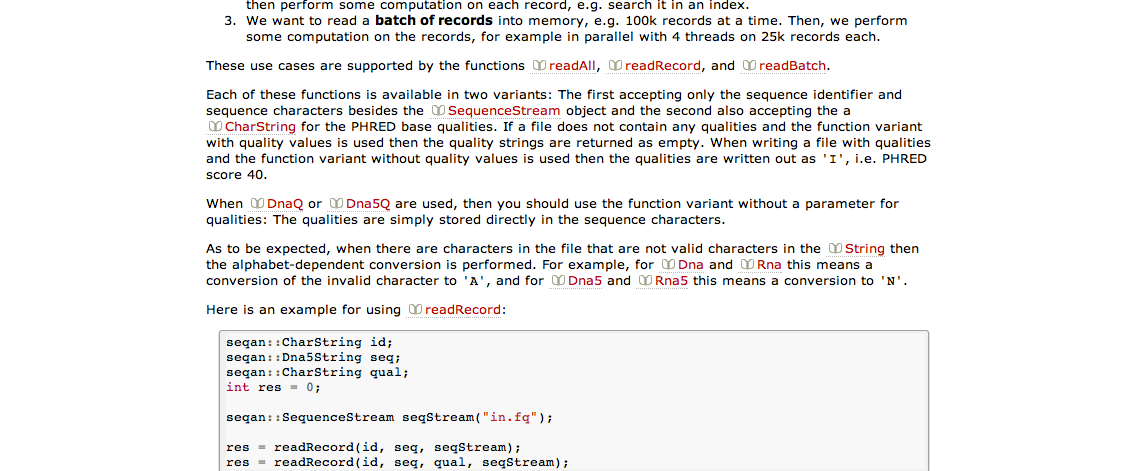 then perform some computation on each record, e.g. search it in an index.
3. We want to read a batch of records into memory, e.g. 100k records at a time. Then, we perform
some computation on the records, for example in parallel with 4 threads on 25k records each.
These use cases are supported by the functions readAll, readRecord, and readBatch.
Each of these functions is available in two variants: The first accepting only the sequence identifier and
sequence characters besides the SequenceStream object and the second also accepting the a
CharString for the PHRED base qualities. If a file does not contain any qualities and the function variant
with quality values is used then the quality strings are returned as empty. When writing a file with qualities
and the function variant without quality values is used then the qualities are written out as 'I', i.e. PHRED
score 40.
When DnaQ or Dna5Q are used, then you should use the function variant without a parameter for
qualities: The qualities are simply stored directly in the sequence characters.
As to be expected, when there are characters in the file that are not valid characters in the String then
the alphabet-dependent conversion is performed. For example, for Dna and Rna this means a
conversion of the invalid character to 'A', and for Dna5 and Rna5 this means a conversion to 'N'.
Here is an example for using readRecord:
seqan::CharString id;
seqan::Dna5String seq;
seqan::CharString qual;
int res = 0;
seqan::SequenceStream seqStream("in.fq");
res = readRecord(id, seq, seqStream);
res = readRecord(id, seq, qual, seqStream);